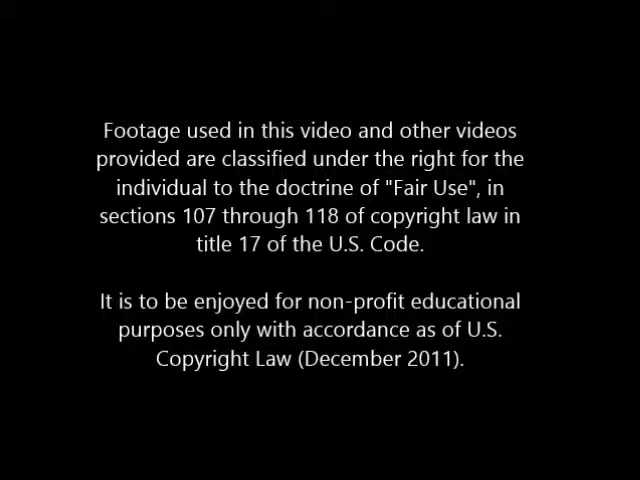 Footage used in this video and other videos
provided are classified under the right for the
individual to the doctrine of "Fair Use", in
sections 107 through 118 of copyright law in
title 17 of the U.S. Code.
It is to be enjoyed for non-profit educational
purposes only with accordance as of U.S.
Copyright Law (December 2011).